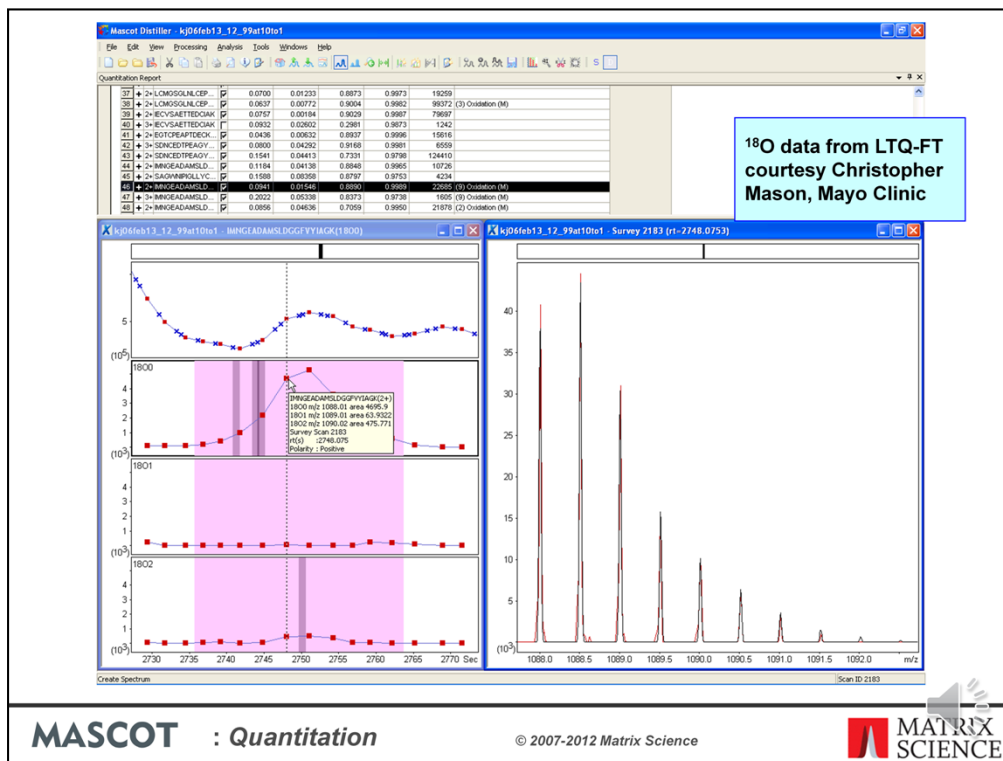 Mascot Distiller - kj06feb13_12_99at10to1
File Edit View Processing Analysis Tools Windows Help
Quantitation Report
37 + 2+ LCMGSGLNLCEP... 0.0700 0.01233 0.8873 0.9973 19259
38 + 2+ LCMGSGLNLCEP... 0.0637 0.00772 0.9004 0.9982 99372 (3) Oxidation (M)
39 + 2+ IECVSAETTEDCIAK 0.0757 0.00184 0.9029 0.9987 79697
40 + 3+ IECVSAETTEDCIAK 0.0932 0.02602 0.2981 0.9873 1242
41 + 2+ EGTCPEAPTDECK... 0.0436 0.00632 0.8937 0.9996 15816
42 + 3+ SDNCEDTPEAGY... 0.0800 0.04292 0.9168 0.9981 6559
43 + 2+ SDNCEDTPEAGY... 0.1541 0.04413 0.7331 0.9798 124410
44 + 2+ IMNGEADAMSLD... 0.1184 0.04138 0.8848 0.9965 10726
45 + 2+ SAGWNIPIGLLYC... 0.1588 0.08358 0.8797 0.9753 4234
46 + 2+ IMNGEADAMSLD... 0.0941 0.01546 0.8890 0.9989 22685 (9) Oxidation (M)
47 + 3+ IMNGEADAMSLD... 0.2022 0.05338 0.8373 0.9738 1605 (9) Oxidation (M)
48 + 2+ IMNGEADAMSLD... 0.0856 0.04636 0.7059 0.9950 21878 (2) Oxidation (M)
18O data from LTQ-FT
courtesy Christopher
Mason, Mayo Clinic
kj06feb13_12_99at10to1 - IMNGEADAMSLDGGFVYIAGK(18O0)
5
(10⁵)
18O0
4
3
2
1
(10³)
IMNGEADAMSLDGGFVYIAGK(2+)
18O0 m/z 1088.01 area 4695.9
18O1 m/z 1089.01 area 63.9322
18O2 m/z 1090.02 area 475.771
Survey Scan 2183
rt(s) :2748.075
Polarity : Positive
18O1
4
3
2
1
(10³)
18O2
4
3
2
1
(10³)
2730 2735 2740 2745 2750 2755 2760 2765 2770 Sec
kj06feb13_12_99at10to1 - Survey 2183 (rt=2748.0753)
40
35
30
25
20
15
10
5
(10³)
1088.0 1088.5 1089.0 1089.5 1090.0 1090.5 1091.0 1091.5 1092.0 m/z
Create Spectrum
Scan ID 2183
MASCOT : Quantitation © 2007-2012 Matrix Science
MATRIX
SCIENCE